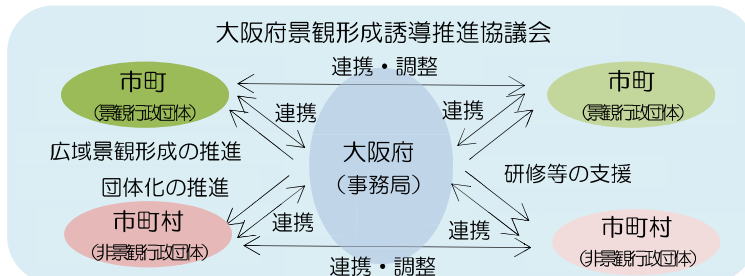 大阪府景観形成誘導推進協議会
連携・調整
市町
(景観行政団体)
市町
(景観行政団体)
連携
連携
大阪府
(事務局)
広域景観形成の推進
団体化の推進
研修等の支援
市町村
(非景観行政団体)
連携
連携
市町村
(非景観行政団体)
連携・調整